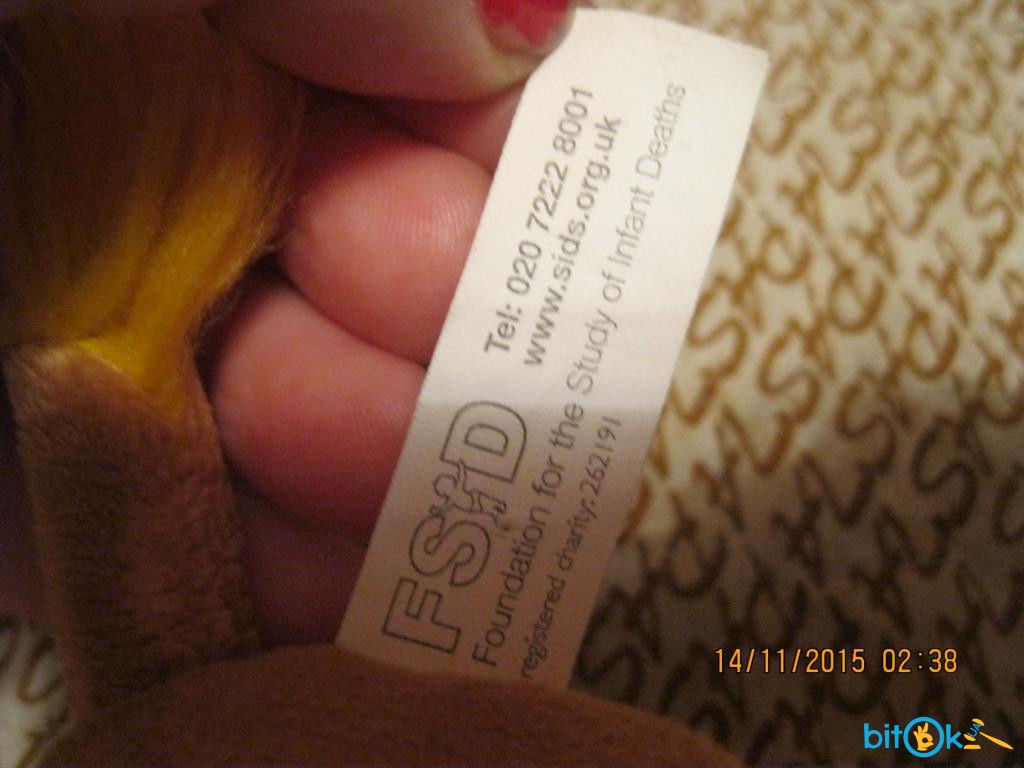 Tel: 020 7222 8001
www.sids.org.uk
FSID
Foundation for the Study of Infant Deaths
registered charity: 262191
14/11/2015 02:38
bitOk
UA